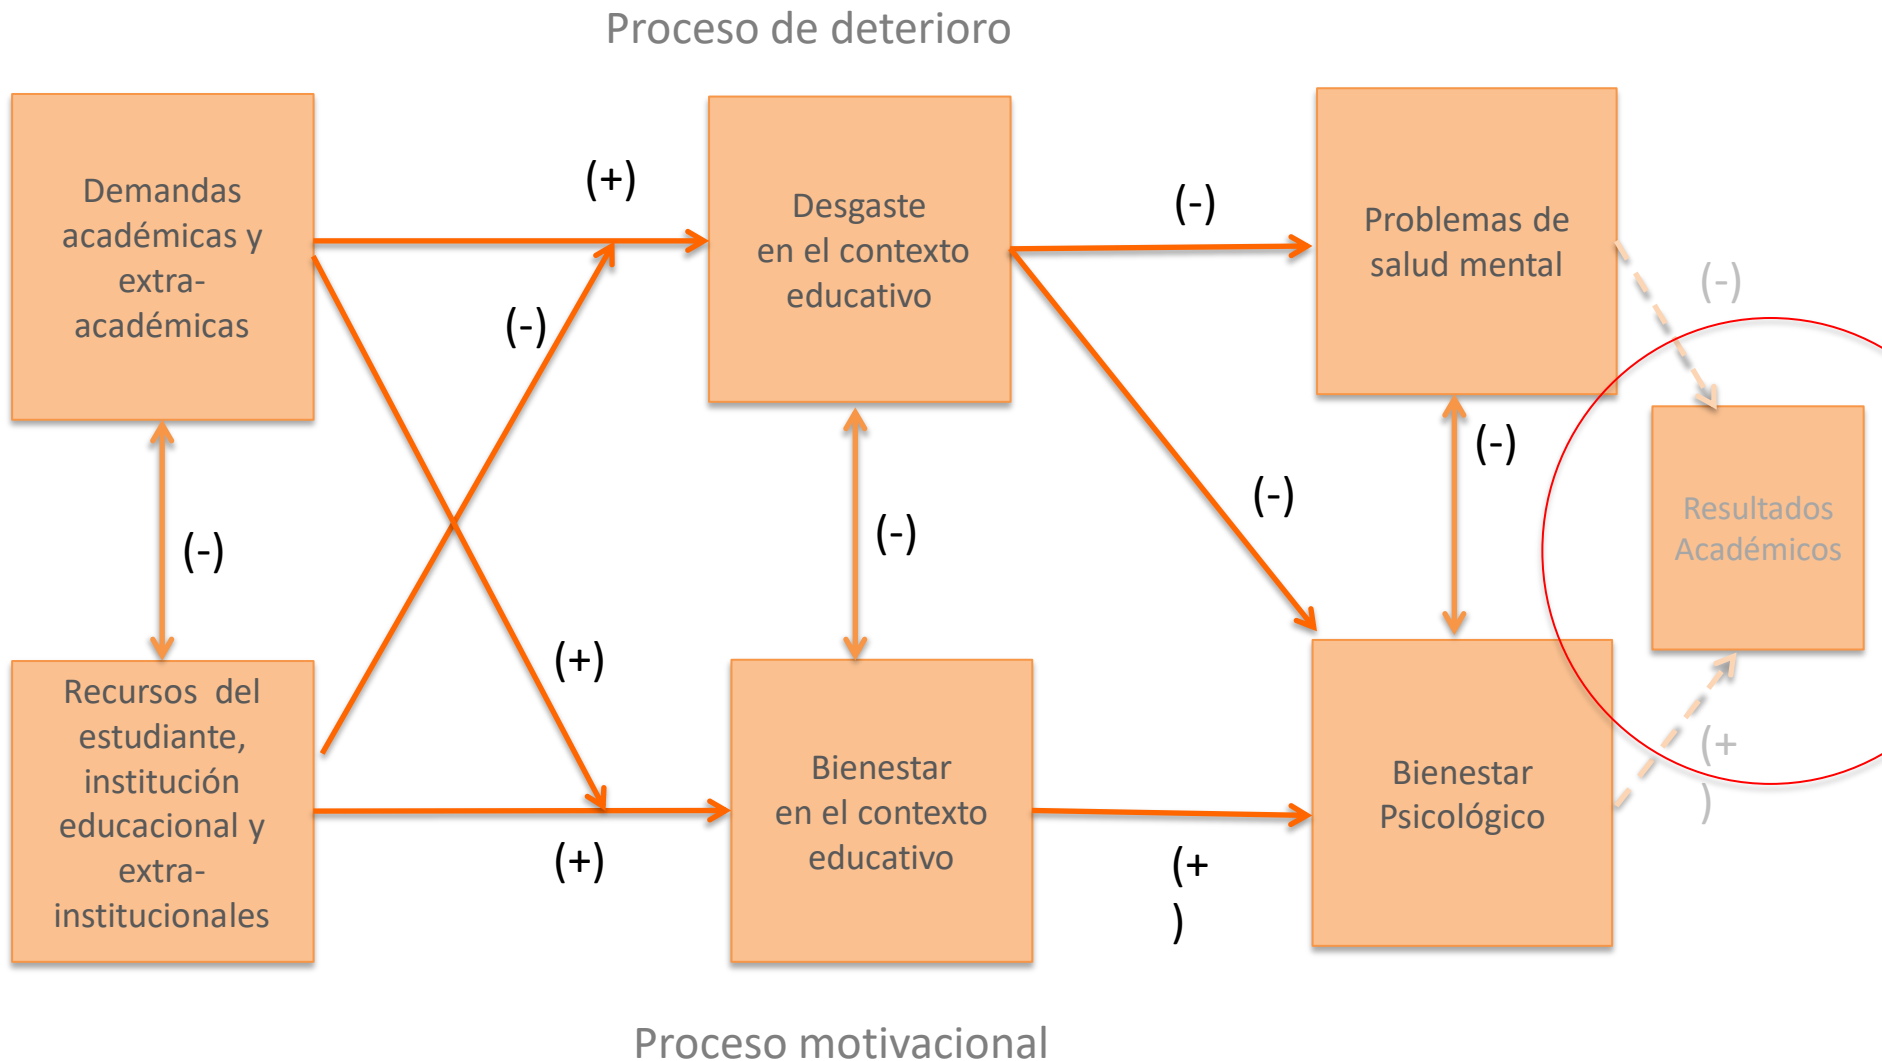 Proceso de deterioro
Demandas
académicas y
extra-
académicas
(+)
Desgaste
en el contexto
educativo
(-)
Problemas de
salud mental
(-)
(-)
(-)
(-)
(-)
(-)
Resultados
Académicos
(+)
Recursos  del
estudiante,
institución
educacional y
extra-
institucionales
(+)
Bienestar
en el contexto
educativo
(+
)
Bienestar
Psicológico
(+
)
Proceso motivacional